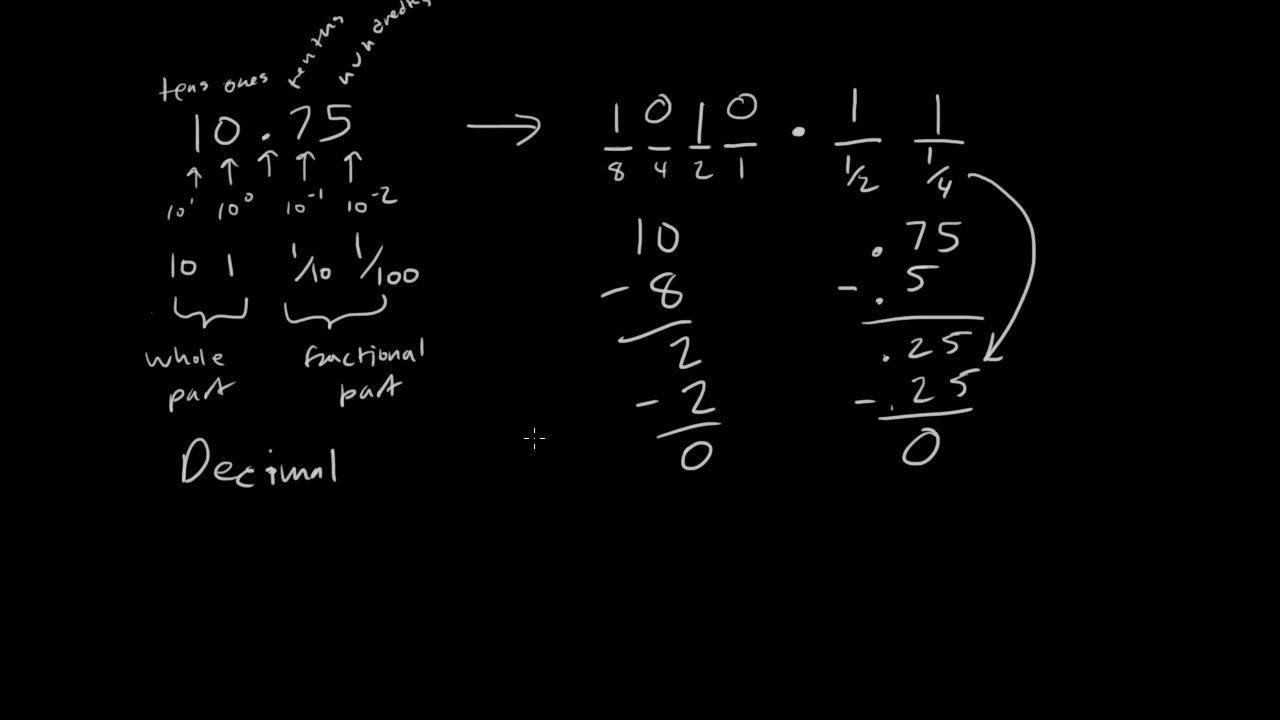 tens ones tenths hundredths
10.75 → 1010.11
8 4 2 1 1/2 1/4
10¹ 10⁰ 10⁻¹ 10⁻²
10 1 1/10 1/100
whole part
fractional part
Decimal
10
- 8
2
- 2
0
.75
- .5
.25
- .25
0